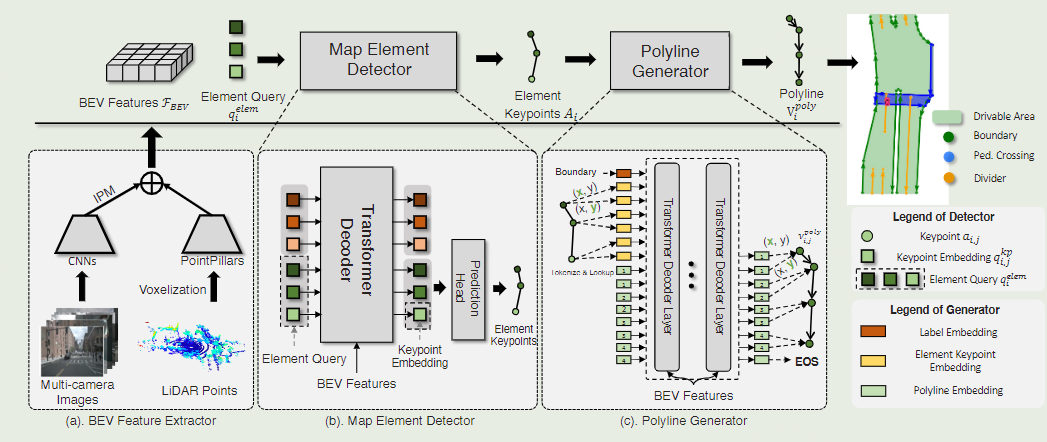 BEV Features ℱ_BEV
Element Query
q_i^elem
Map Element
Detector
Element
Keypoints A_i
Polyline
Generator
Polyline
V_i^poly
Drivable Area
Boundary
Ped. Crossing
Divider
IPM
CNNs
PointPillars
Voxelization
Multi-camera
Images
LiDAR Points
(a). BEV Feature Extractor
Transformer
Decoder
Prediction
Head
Element Query
Keypoint
Embedding
Element
Keypoints
BEV Features
(b). Map Element Detector
Boundary
(x, y)
(x, y)
Tokenize & Lookup
Transformer Decoder Layer
Transformer Decoder Layer
(x, y)
v_{i,j}^poly
(x, y)
EOS
BEV Features
(c). Polyline Generator
Legend of Detector
Keypoint a_{i,j}
Keypoint Embedding q_{i,j}^kp
Element Query q_i^elem
Legend of Generator
Label Embedding
Element Keypoint
Embedding
Polyline Embedding